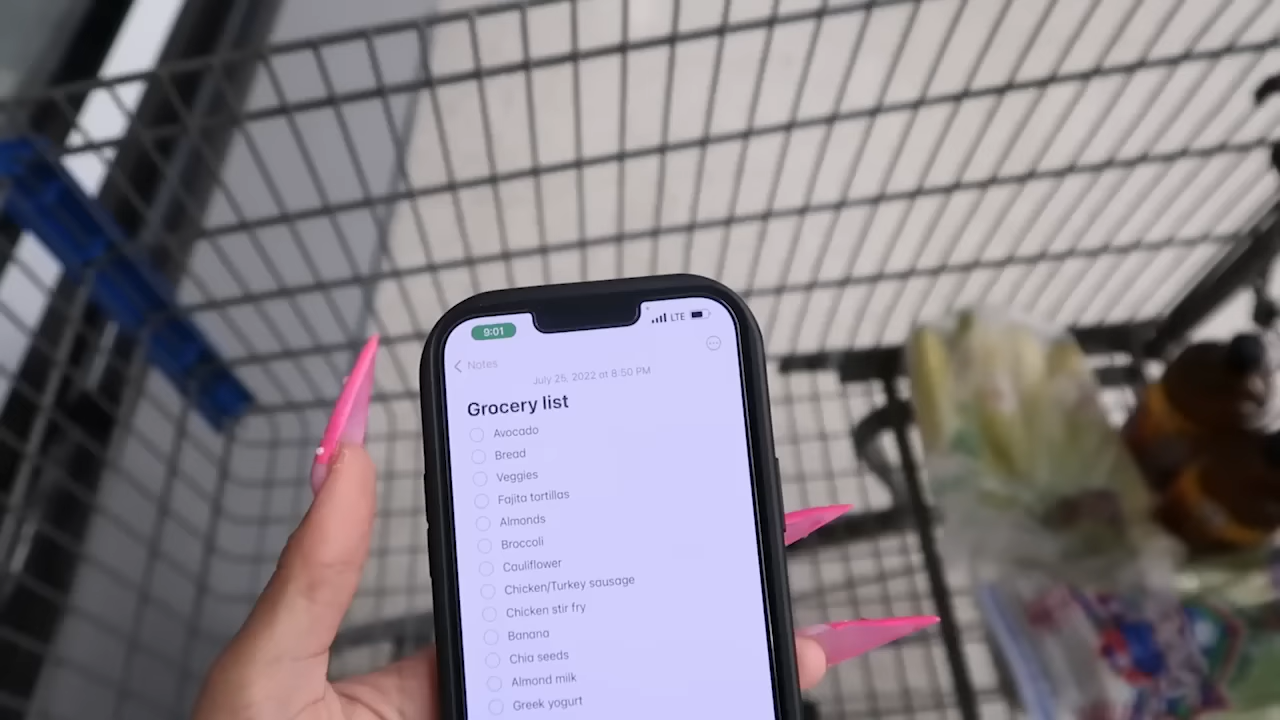 9:01
LTE
Notes
July 25, 2022 at 8:50 PM
Grocery list
Avocado
Bread
Veggies
Fajita tortillas
Almonds
Broccoli
Cauliflower
Chicken/Turkey sausage
Chicken stir fry
Banana
Chia seeds
Almond milk
Greek yogurt